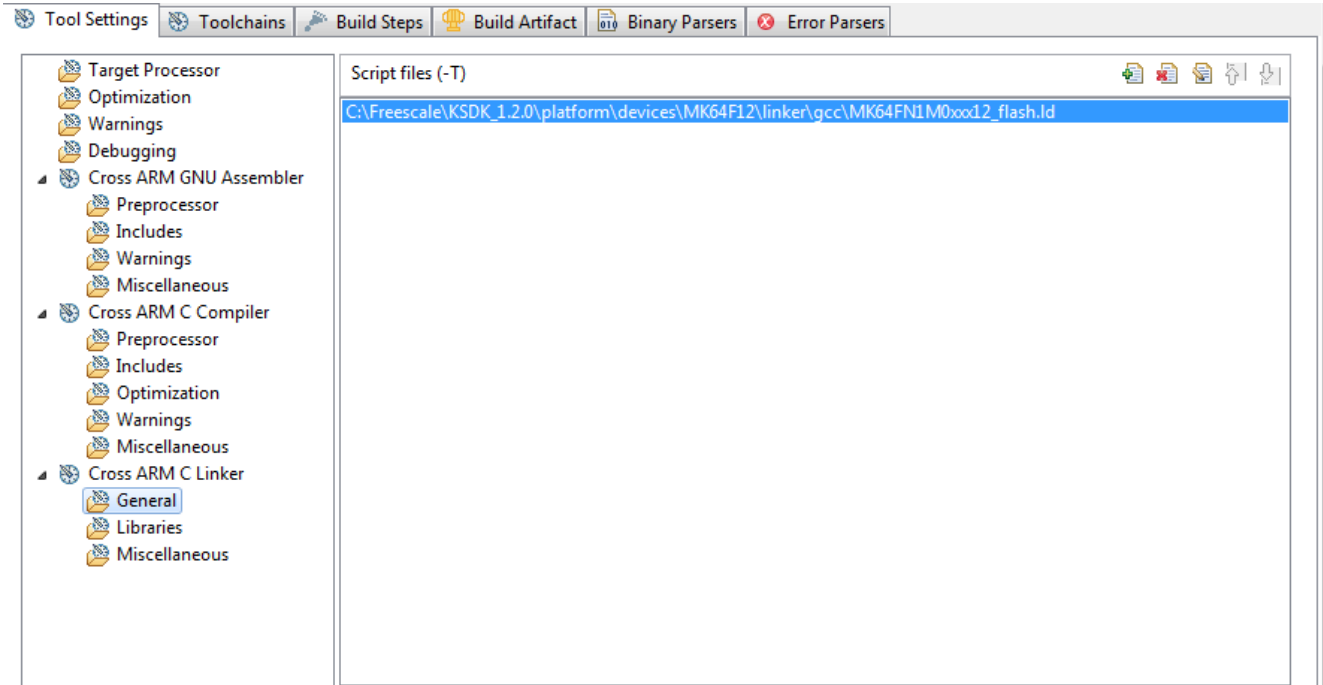 Tool Settings Toolchains Build Steps Build Artifact Binary Parsers Error Parsers
Target Processor
Optimization
Warnings
Debugging
Cross ARM GNU Assembler
Preprocessor
Includes
Warnings
Miscellaneous
Cross ARM C Compiler
Preprocessor
Includes
Optimization
Warnings
Miscellaneous
Cross ARM C Linker
General
Libraries
Miscellaneous
Script files (-T)
C:\Freescale\KSDK_1.2.0\platform\devices\MK64F12\linker\gcc\MK64FN1M0xxx12_flash.ld